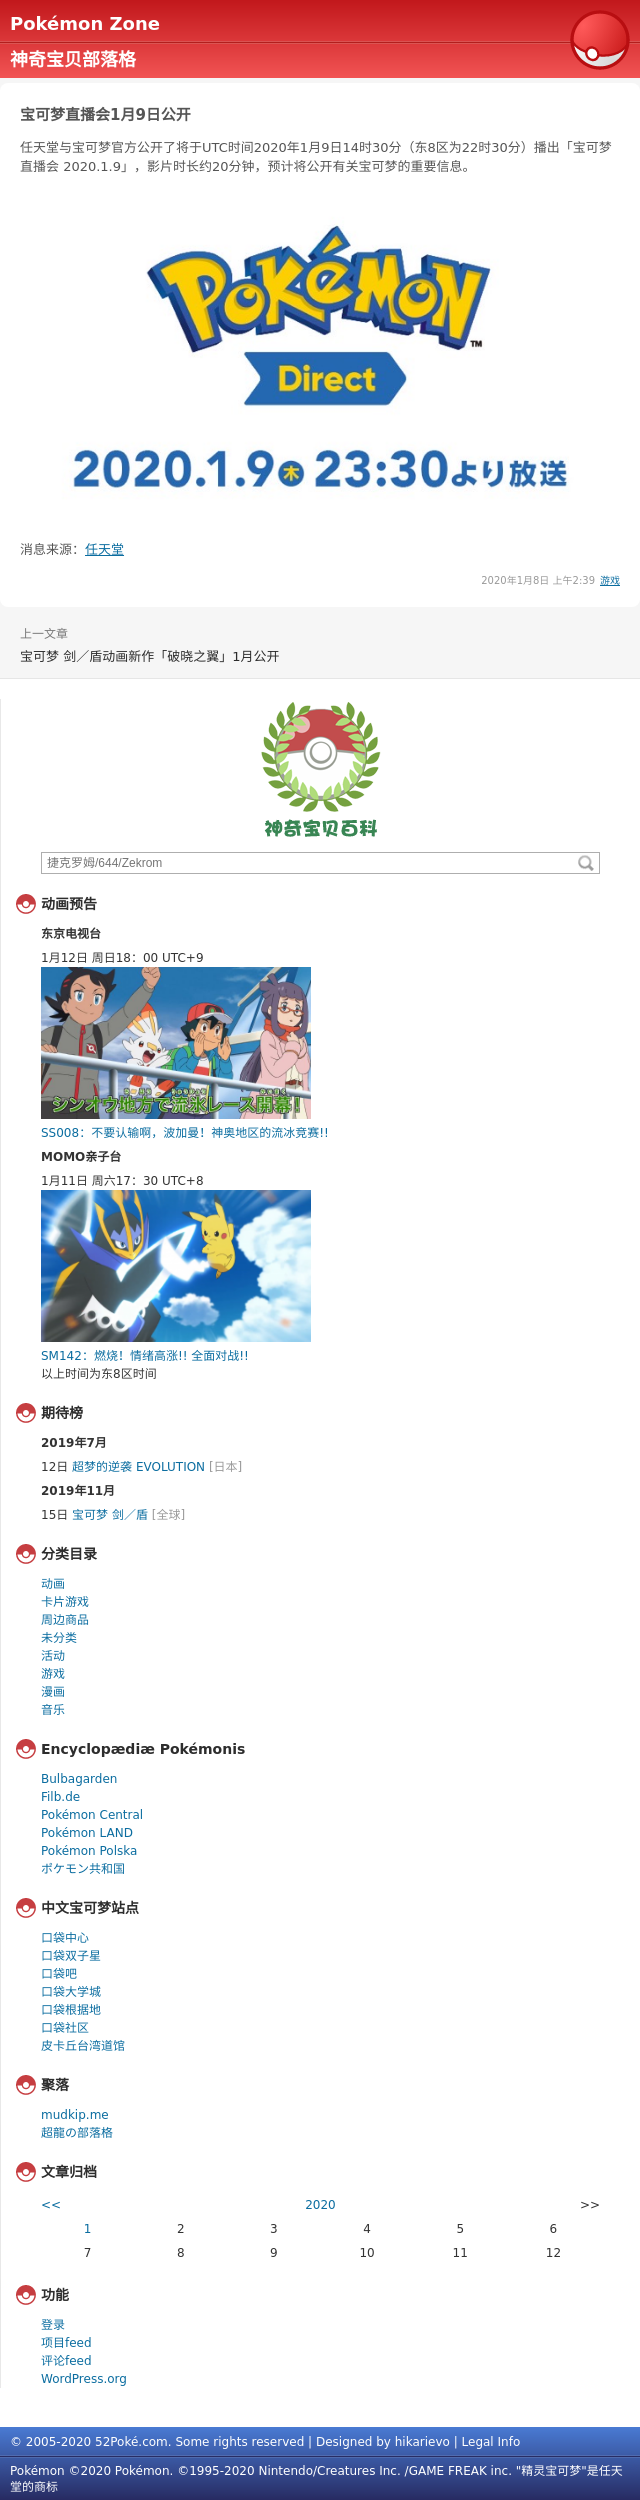 Pokémon Zone
神奇宝贝部落格
宝可梦直播会1月9日公开
任天堂与宝可梦官方公开了将于UTC时间2020年1月9日14时30分（东8区为22时30分）播出「宝可梦
直播会 2020.1.9」，影片时长约20分钟，预计将公开有关宝可梦的重要信息。
POKÉMON
TM
Direct
2020.1.9木 23:30より放送
消息来源：任天堂
2020年1月8日 上午2:39 游戏
上一文章
宝可梦 剑／盾动画新作「破晓之翼」1月公开
神奇宝贝百科
捷克罗姆/644/Zekrom
动画预告
东京电视台
1月12日 周日18：00 UTC+9
シンオウ地方で流氷レース開幕！
SS008：不要认输啊，波加曼！神奥地区的流冰竞赛!!
MOMO亲子台
1月11日 周六17：30 UTC+8
SM142：燃烧！情绪高涨!! 全面对战!!
以上时间为东8区时间
期待榜
2019年7月
12日 超梦的逆袭 EVOLUTION [日本]
2019年11月
15日 宝可梦 剑／盾 [全球]
分类目录
动画
卡片游戏
周边商品
未分类
活动
游戏
漫画
音乐
Encyclopædiæ Pokémonis
Bulbagarden
Filb.de
Pokémon Central
Pokémon LAND
Pokémon Polska
ポケモン共和国
中文宝可梦站点
口袋中心
口袋双子星
口袋吧
口袋大学城
口袋根据地
口袋社区
皮卡丘台湾道馆
聚落
mudkip.me
超龍の部落格
文章归档
<< 2020 >>
1 2 3 4 5 6
7 8 9 10 11 12
功能
登录
项目feed
评论feed
WordPress.org
© 2005-2020 52Poké.com. Some rights reserved | Designed by hikarievo | Legal Info
Pokémon ©2020 Pokémon. ©1995-2020 Nintendo/Creatures Inc. /GAME FREAK inc. "精灵宝可梦"是任天
堂的商标